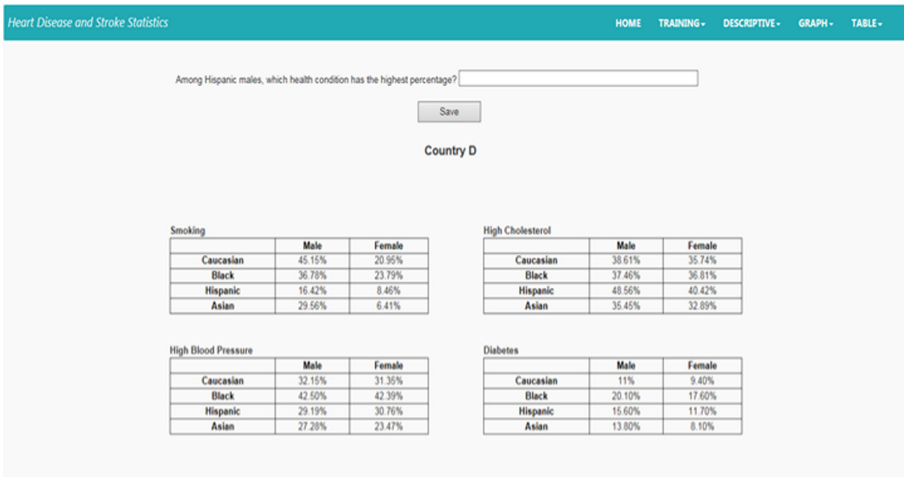 Heart Disease and Stroke Statistics HOME TRAINING DESCRIPTIVE GRAPH TABLE
Among Hispanic males, which health condition has the highest percentage?
Save
Country D
Smoking
Male Female
Caucasian 45.15% 20.95%
Black 36.78% 23.79%
Hispanic 16.42% 8.46%
Asian 29.56% 6.41%
High Cholesterol
Male Female
Caucasian 38.61% 35.74%
Black 37.46% 36.81%
Hispanic 48.56% 40.42%
Asian 35.45% 32.89%
High Blood Pressure
Male Female
Caucasian 32.15% 31.35%
Black 42.50% 42.39%
Hispanic 29.19% 30.76%
Asian 27.28% 23.47%
Diabetes
Male Female
Caucasian 11% 9.40%
Black 20.10% 17.60%
Hispanic 15.60% 11.70%
Asian 13.80% 8.10%